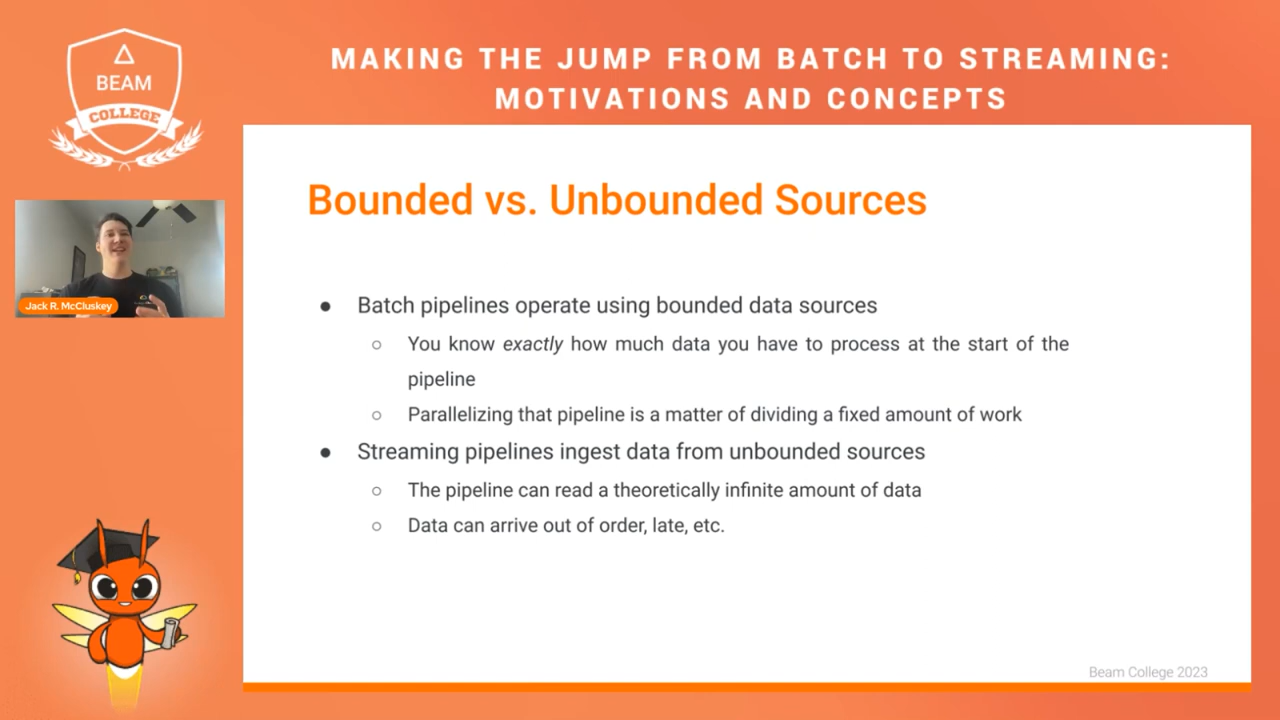 BEAM
COLLEGE
MAKING THE JUMP FROM BATCH TO STREAMING:
MOTIVATIONS AND CONCEPTS
Jack R. McCluskey
Bounded vs. Unbounded Sources
● Batch pipelines operate using bounded data sources
○ You know exactly how much data you have to process at the start of the
pipeline
○ Parallelizing that pipeline is a matter of dividing a fixed amount of work
● Streaming pipelines ingest data from unbounded sources
○ The pipeline can read a theoretically infinite amount of data
○ Data can arrive out of order, late, etc.
Beam College 2023